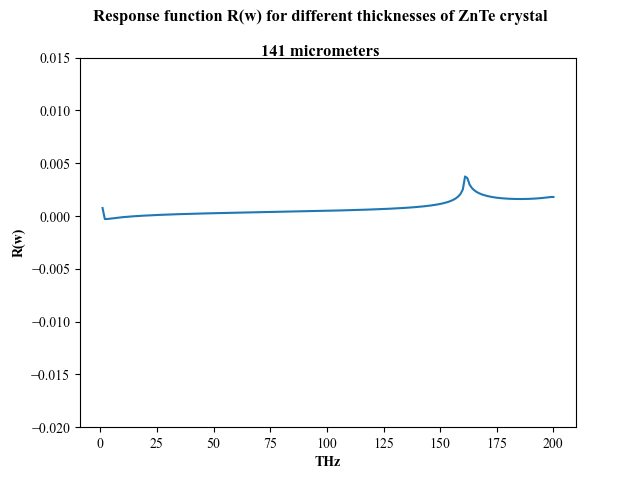 Response function R(w) for different thicknesses of ZnTe crystal
141 micrometers
0.015
0.010
0.005
0.000
−0.005
−0.010
−0.015
−0.020
R(w)
0 25 50 75 100 125 150 175 200
THz